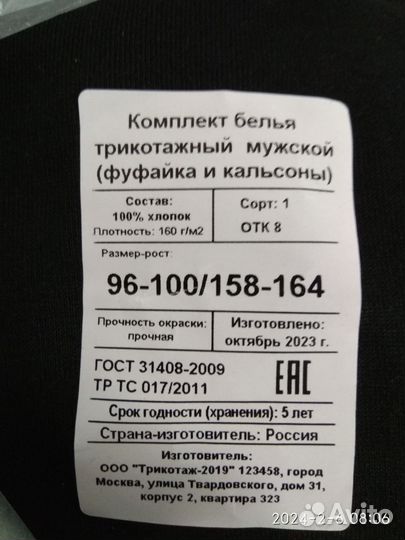 Комплект белья
трикотажный мужской
(фуфайка и кальсоны)
Состав:
100% хлопок
Плотность: 160 г/м2
Сорт: 1
ОТК 8
Размер-рост:
96-100/158-164
Прочность окраски:
прочная
Изготовлено:
октябрь 2023 г.
ГОСТ 31408-2009
ТР ТС 017/2011
ЕАС
Срок годности (хранения): 5 лет
Страна-изготовитель: Россия
Изготовитель:
ООО "Трикотаж-2019" 123458, город
Москва, улица Твардовского, дом 31,
корпус 2, квартира 323
Avito